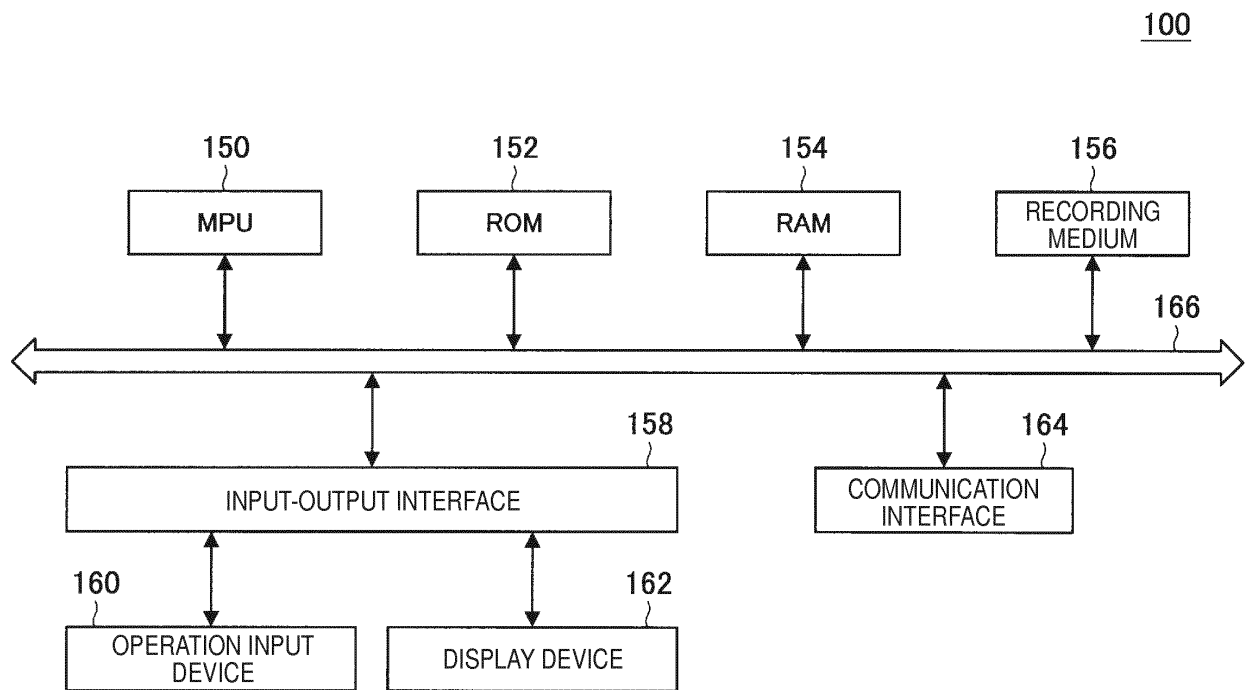 100
150
152
154
156
MPU
ROM
RAM
RECORDING
MEDIUM
166
158
164
INPUT-OUTPUT INTERFACE
COMMUNICATION
INTERFACE
160
162
OPERATION INPUT
DEVICE
DISPLAY DEVICE